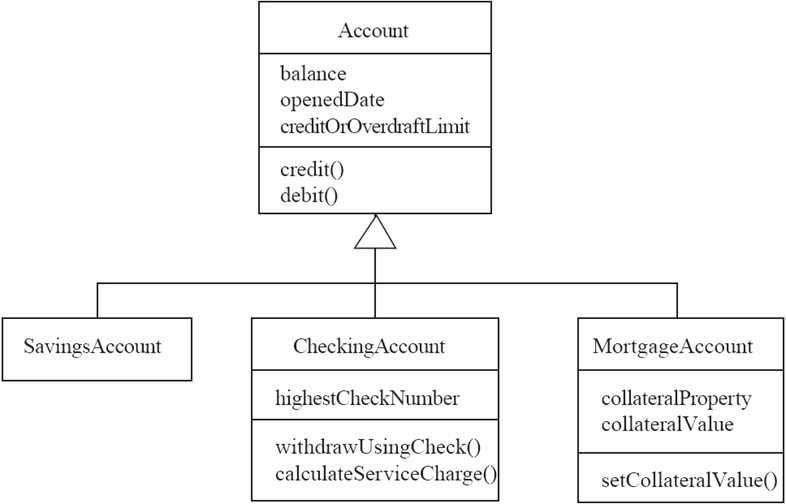 Account
balance
openedDate
creditOrOverdraftLimit
credit()
debit()
SavingsAccount
CheckingAccount
highestCheckNumber
withdrawUsingCheck()
calculateServiceCharge()
MortgageAccount
collateralProperty
collateralValue
setCollateralValue()